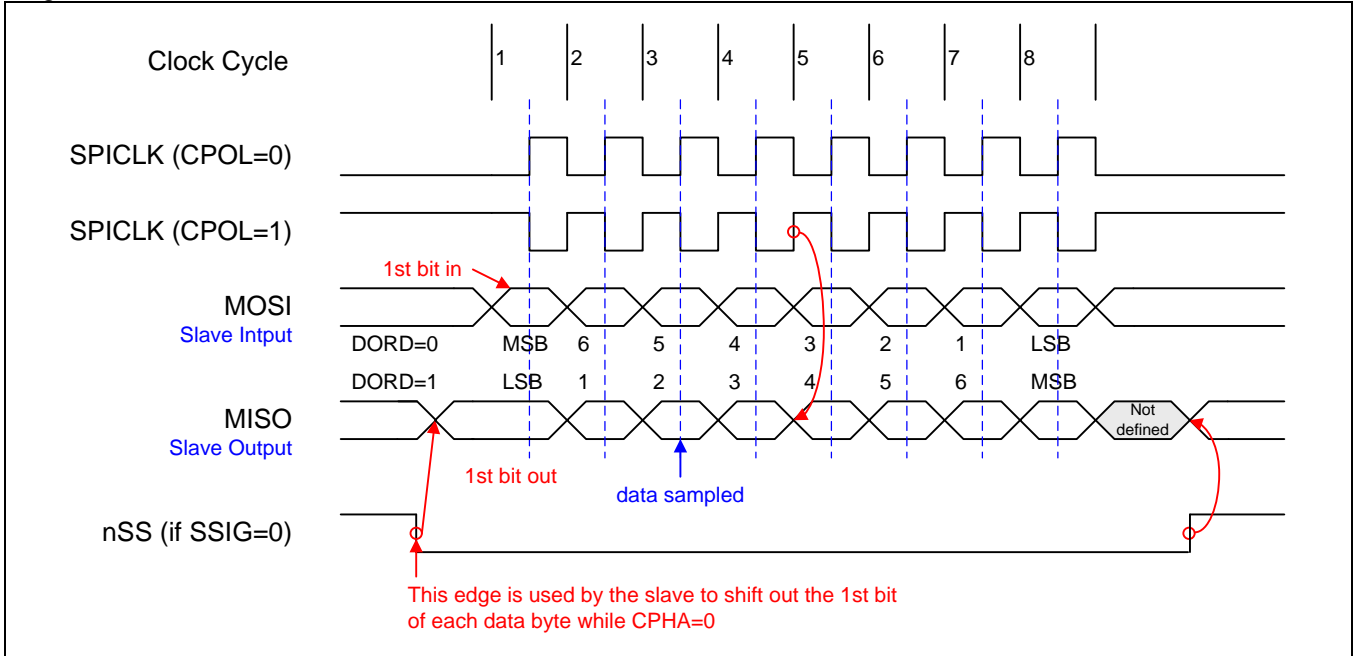 Clock Cycle
1 2 3 4 5 6 7 8
SPICLK (CPOL=0)
SPICLK (CPOL=1)
1st bit in
MOSI
Slave Intput
DORD=0 MSB 6 5 4 3 2 1 LSB
DORD=1 LSB 1 2 3 4 5 6 MSB
MISO
Slave Output
Not
defined
1st bit out
data sampled
nSS (if SSIG=0)
This edge is used by the slave to shift out the 1st bit
of each data byte while CPHA=0